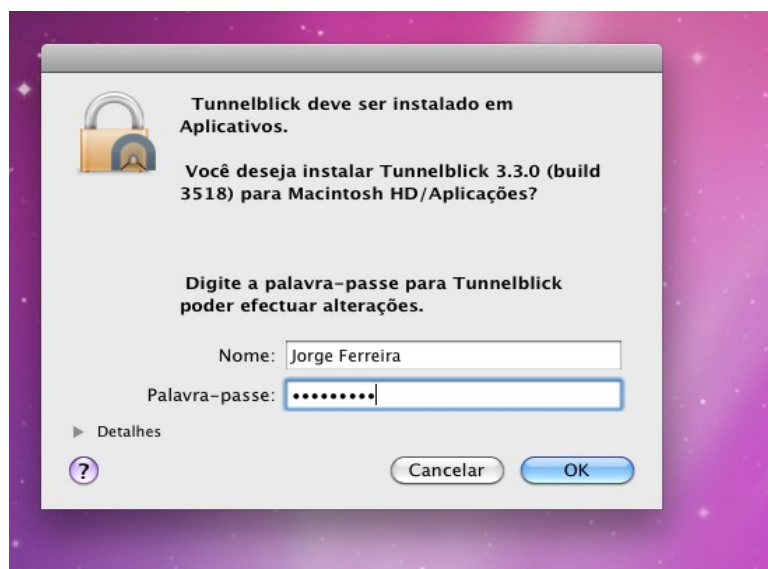 Tunnelblick deve ser instalado em
Aplicativos.
Você deseja instalar Tunnelblick 3.3.0 (build
3518) para Macintosh HD/Aplicações?
Digite a palavra-passe para Tunnelblick
poder efectuar alterações.
Nome: Jorge Ferreira
Palavra-passe: •••••••••
Detalhes
? Cancelar OK